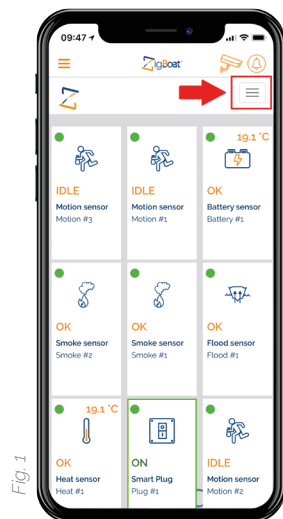 09:47
ZigBoat
19.1 °C
IDLE
Motion sensor
Motion #3
IDLE
Motion sensor
Motion #1
OK
Battery sensor
Battery #1
OK
Smoke sensor
Smoke #2
OK
Smoke sensor
Smoke #1
OK
Flood sensor
Flood #1
19.1 °C
OK
Heat sensor
Heat #1
ON
Smart Plug
Plug #1
IDLE
Motion sensor
Motion #2
Fig. 1